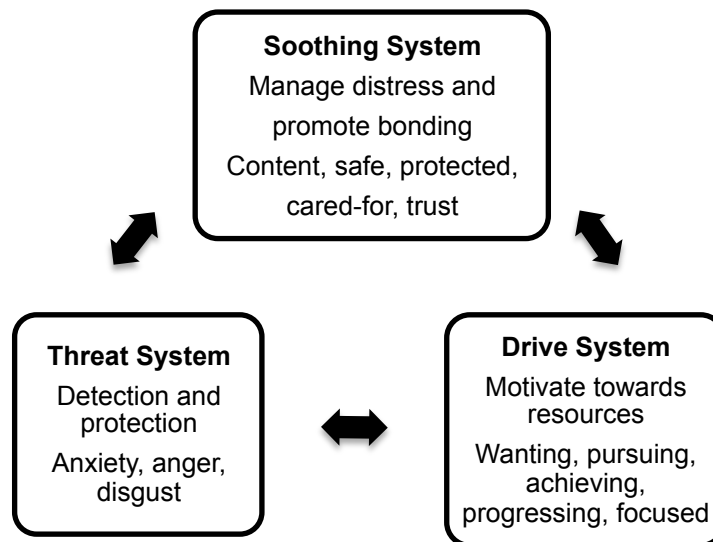 Soothing System
Manage distress and
promote bonding
Content, safe, protected,
cared-for, trust
Threat System
Detection and
protection
Anxiety, anger,
disgust
Drive System
Motivate towards
resources
Wanting, pursuing,
achieving,
progressing, focused